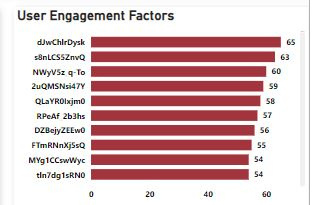 User Engagement Factors
dJwChlrDysk 65
s8nLCS5ZnvQ 63
NWyV5z q-To 60
2uQMSNsi47Y 59
QLaYR0Ixjm0 58
RPeAf 2b3hs 57
DZBejyZEEw0 56
FTmRNnXj5sQ 55
MYg1CCswWyc 54
tln7dg1sRN0 54
0 20 40 60